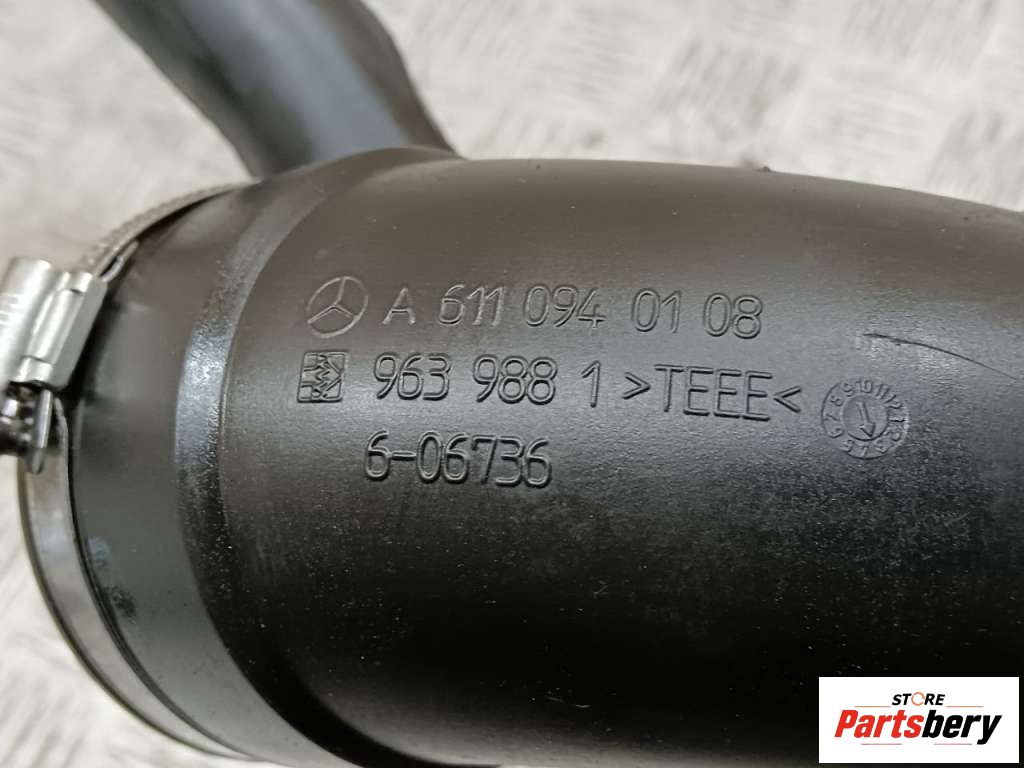 A 611 094 01 08
963 988 1 >TEEE<
6-06736
STORE
Partsbery